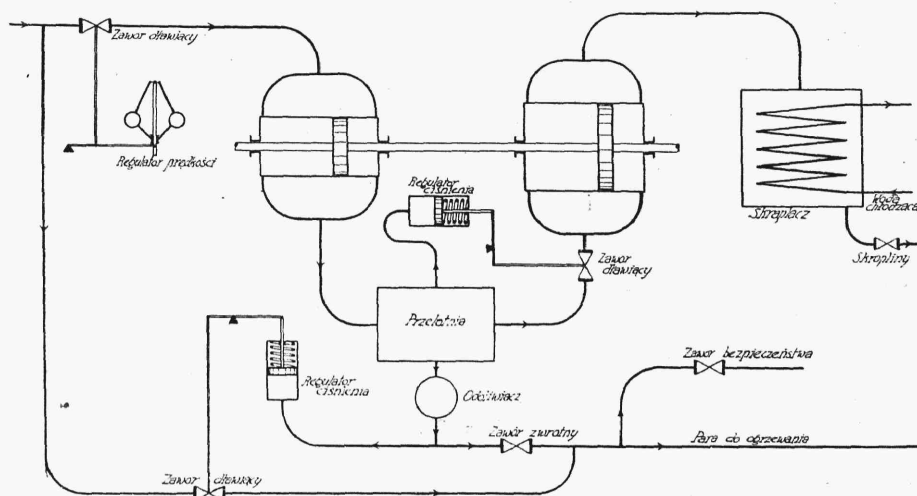 Zawór dławiący
Regulator prędkości
Regulator
ciśnienia
Woda
chłodząca
Skraplacz
Skropliny
Zawór
dławiący
Przelotnia
Zawór bezpieczeństwa
Regulator
ciśnienia
Odoliwiacz
Zawór zwrotny
Para do ogrzewania
Zawór dławiący